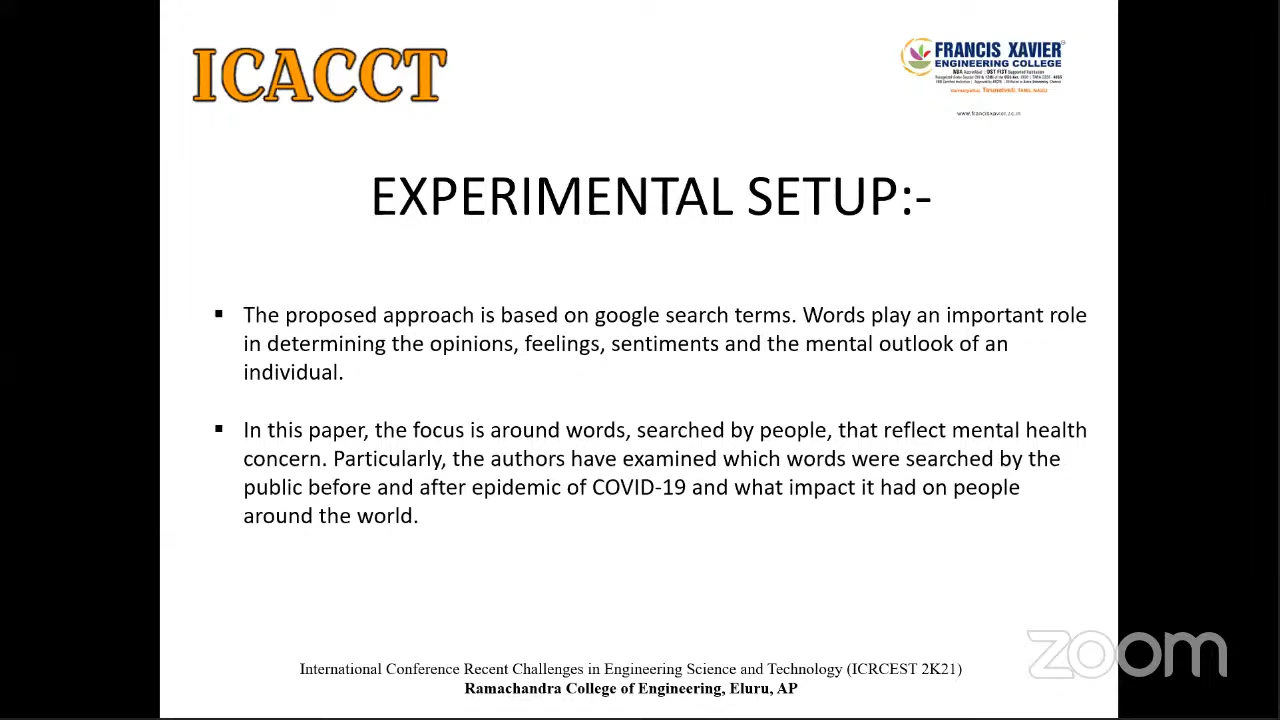 ICACCT
FRANCIS XAVIER
ENGINEERING COLLEGE
www.francisxavier.ac.in
EXPERIMENTAL SETUP:-
▪ The proposed approach is based on google search terms. Words play an important role
in determining the opinions, feelings, sentiments and the mental outlook of an
individual.
▪ In this paper, the focus is around words, searched by people, that reflect mental health
concern. Particularly, the authors have examined which words were searched by the
public before and after epidemic of COVID-19 and what impact it had on people
around the world.
zoom
International Conference Recent Challenges in Engineering Science and Technology (ICRCEST 2K21)
Ramachandra College of Engineering, Eluru, AP